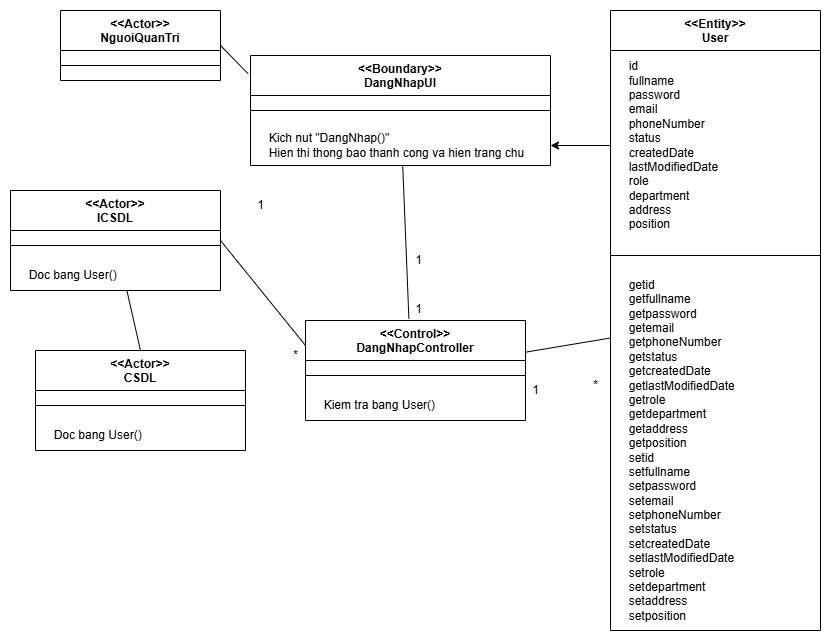 <<Actor>>
NguoiQuanTri
<<Boundary>>
DangNhapUI
Kich nut "DangNhap()"
Hien thi thong bao thanh cong va hien trang chu
<<Entity>>
User
id
fullname
password
email
phoneNumber
status
createdDate
lastModifiedDate
role
department
address
position
getid
getfullname
getpassword
getemail
getphoneNumber
getstatus
getcreatedDate
getlastModifiedDate
getrole
getdepartment
getaddress
getposition
setid
setfullname
setpassword
setemail
setphoneNumber
setstatus
setcreatedDate
setlastModifiedDate
setrole
setdepartment
setaddress
setposition
<<Actor>>
ICSDL
Doc bang User()
1
1
1
*
<<Control>>
DangNhapController
Kiem tra bang User()
1
*
<<Actor>>
CSDL
Doc bang User()